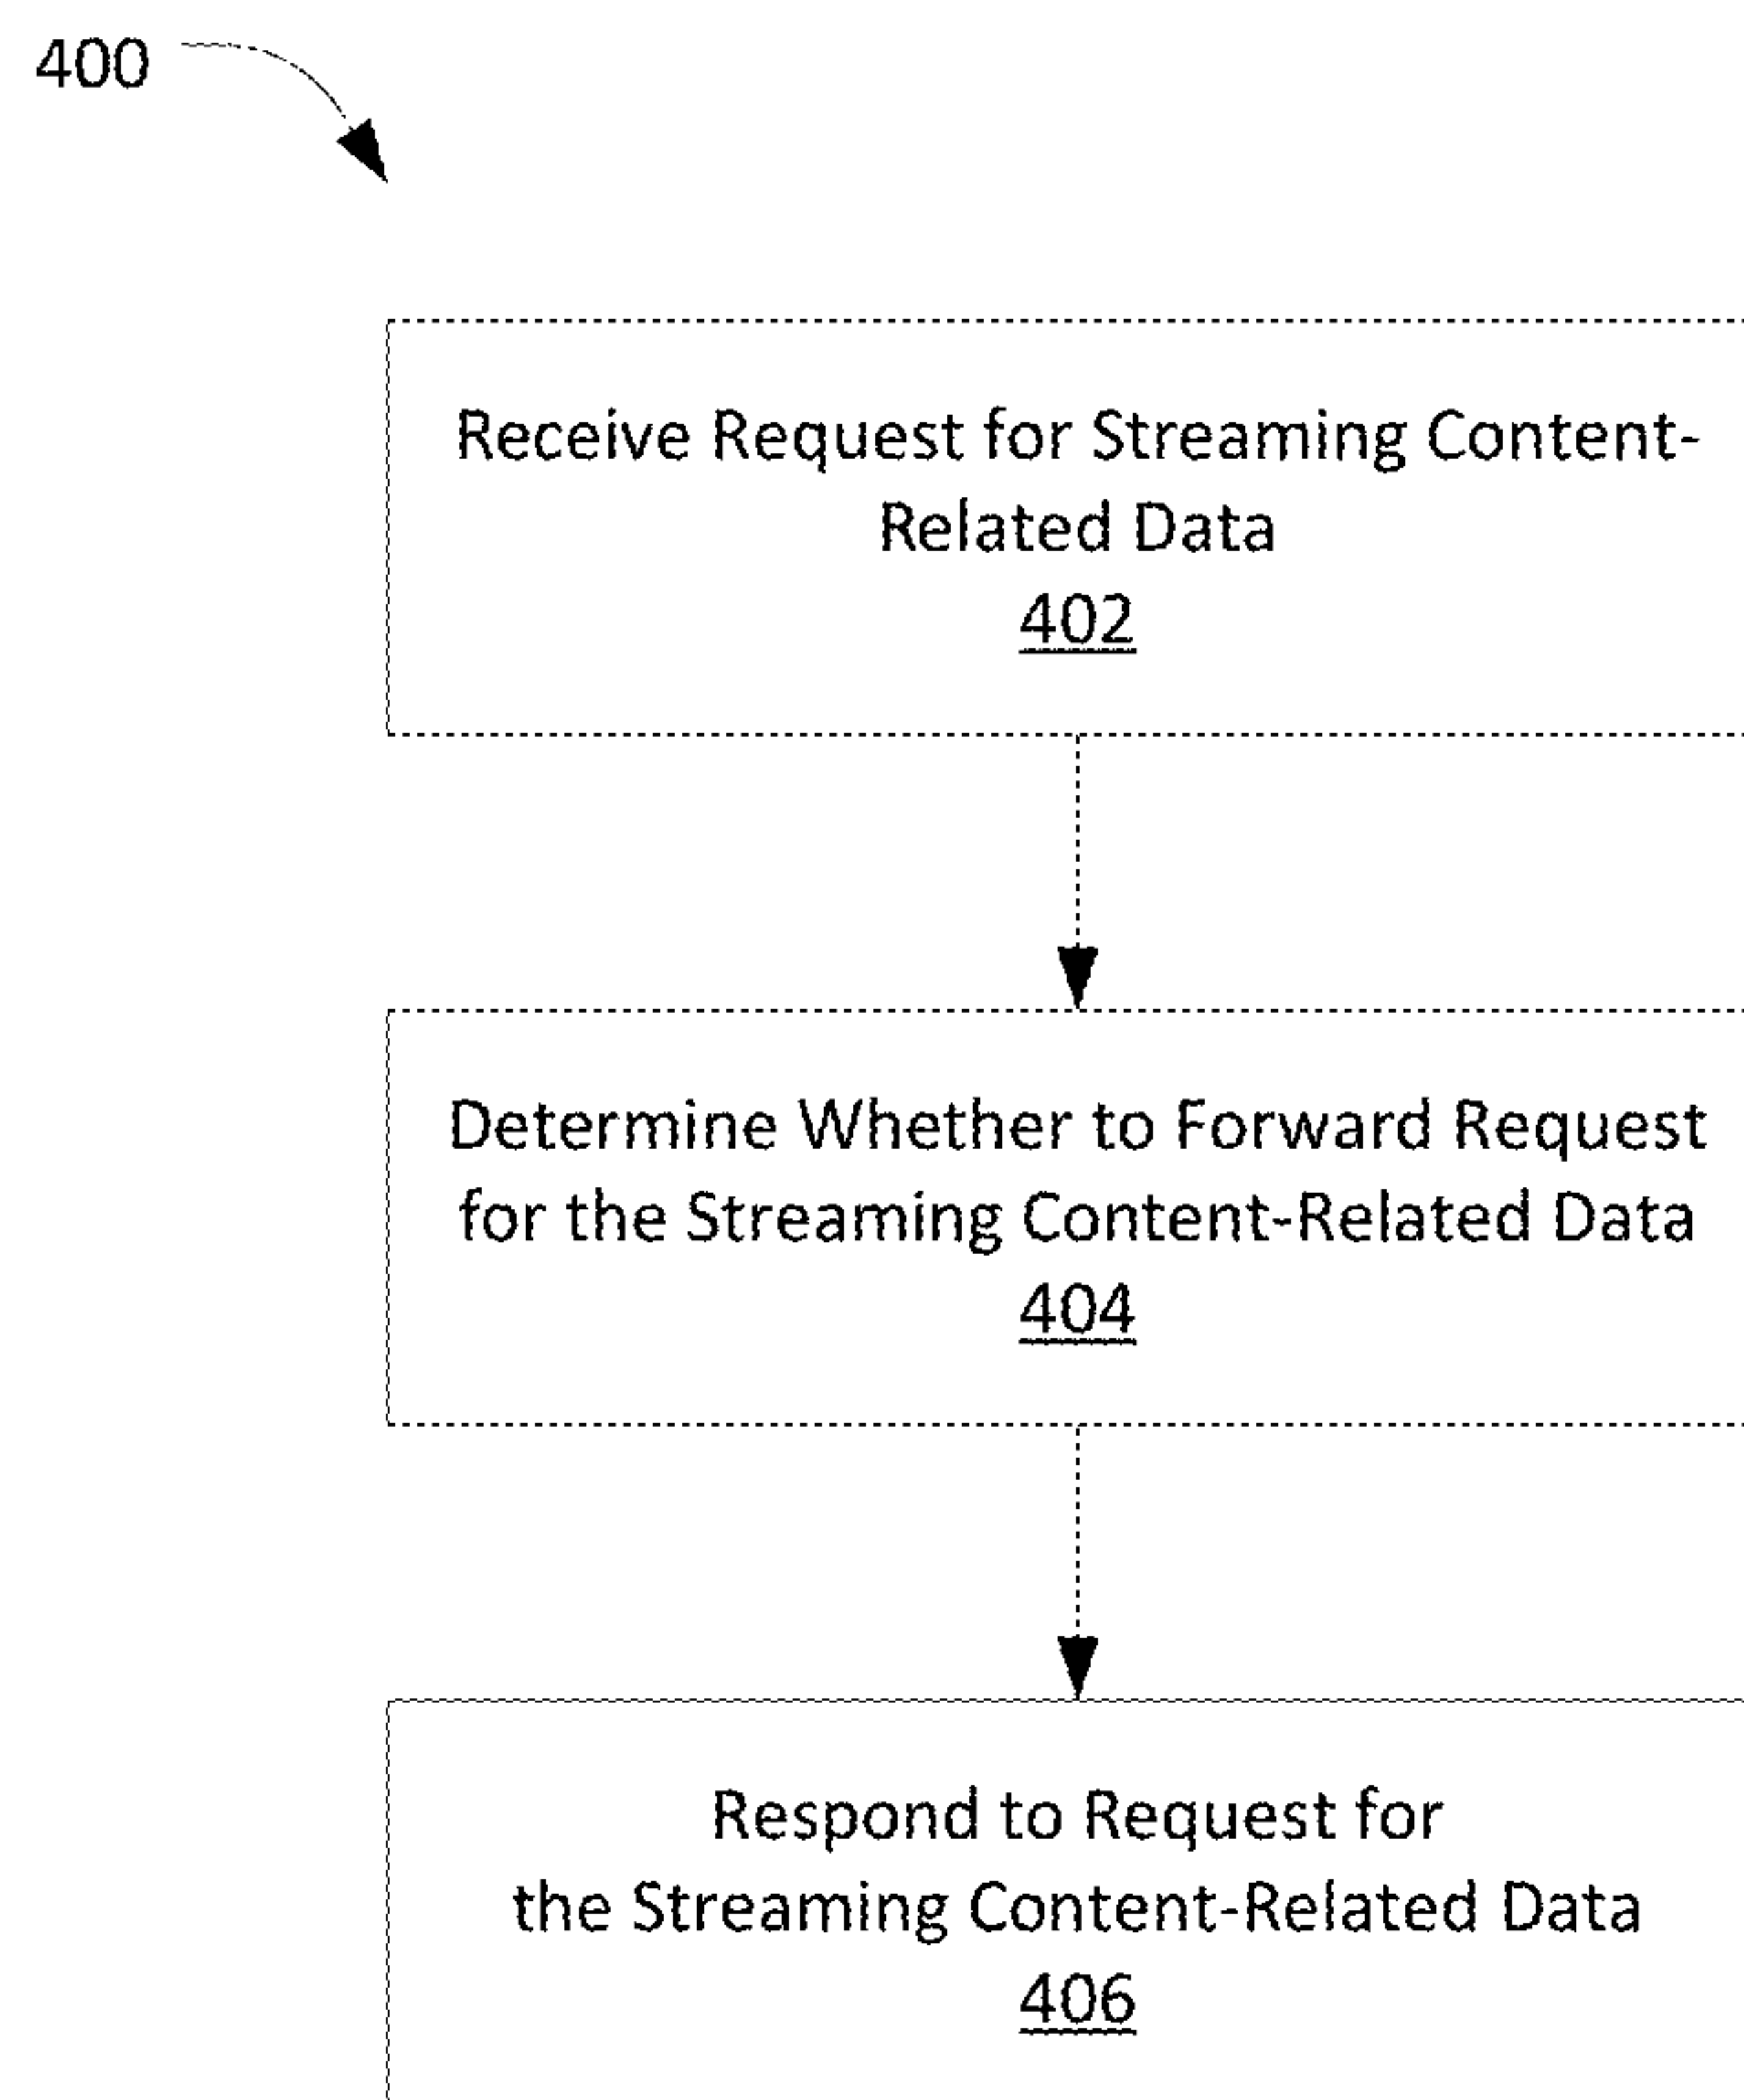 400
Receive Request for Streaming Content-
Related Data
402
Determine Whether to Forward Request
for the Streaming Content-Related Data
404
Respond to Request for
the Streaming Content-Related Data
406